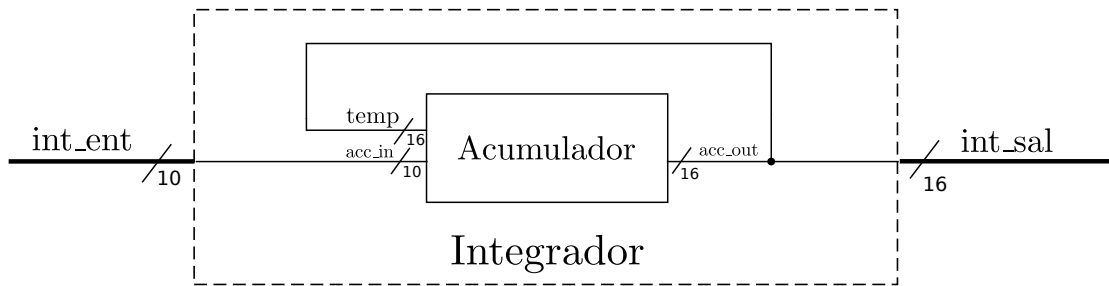 temp
16
int_ent
10
acc_in
10
Acumulador
acc_out
16
int_sal
16
Integrador